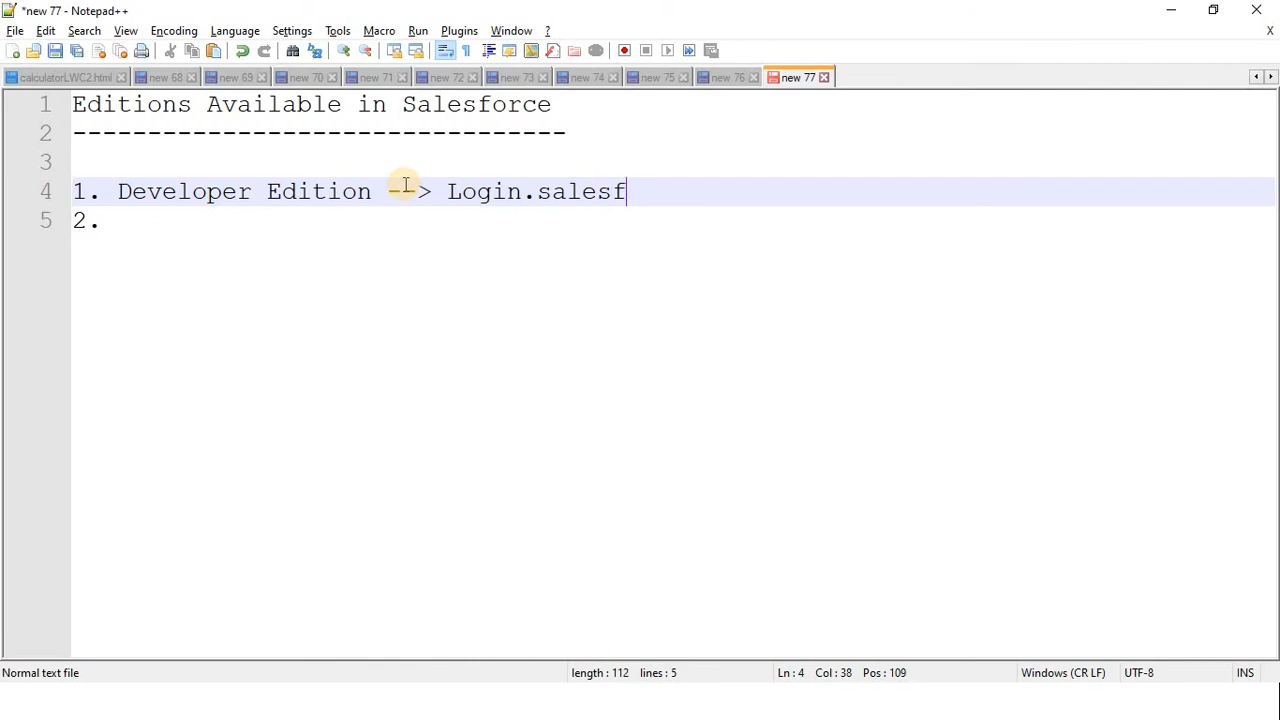 *new 77 - Notepad++
File Edit Search View Encoding Language Settings Tools Macro Run Plugins Window ? X
calculatorLWC2.html new 68 new 69 new 70 new 71 new 72 new 73 new 74 new 75 new 76 new 77
1 Editions Available in Salesforce
2 ---------------------------------
3
4 1. Developer Edition --> Login.salesf
5 2.
Normal text file length : 112 lines : 5 Ln : 4 Col : 38 Pos : 109 Windows (CR LF) UTF-8 INS